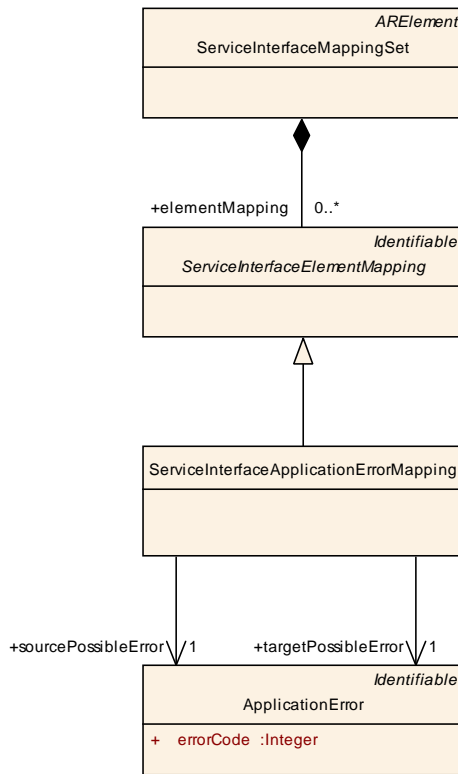 ARElement
ServiceInterfaceMappingSet
+elementMapping 0..*
Identifiable
ServiceInterfaceElementMapping
ServiceInterfaceApplicationErrorMapping
+sourcePossibleError 1 +targetPossibleError 1
Identifiable
ApplicationError
+ errorCode :Integer